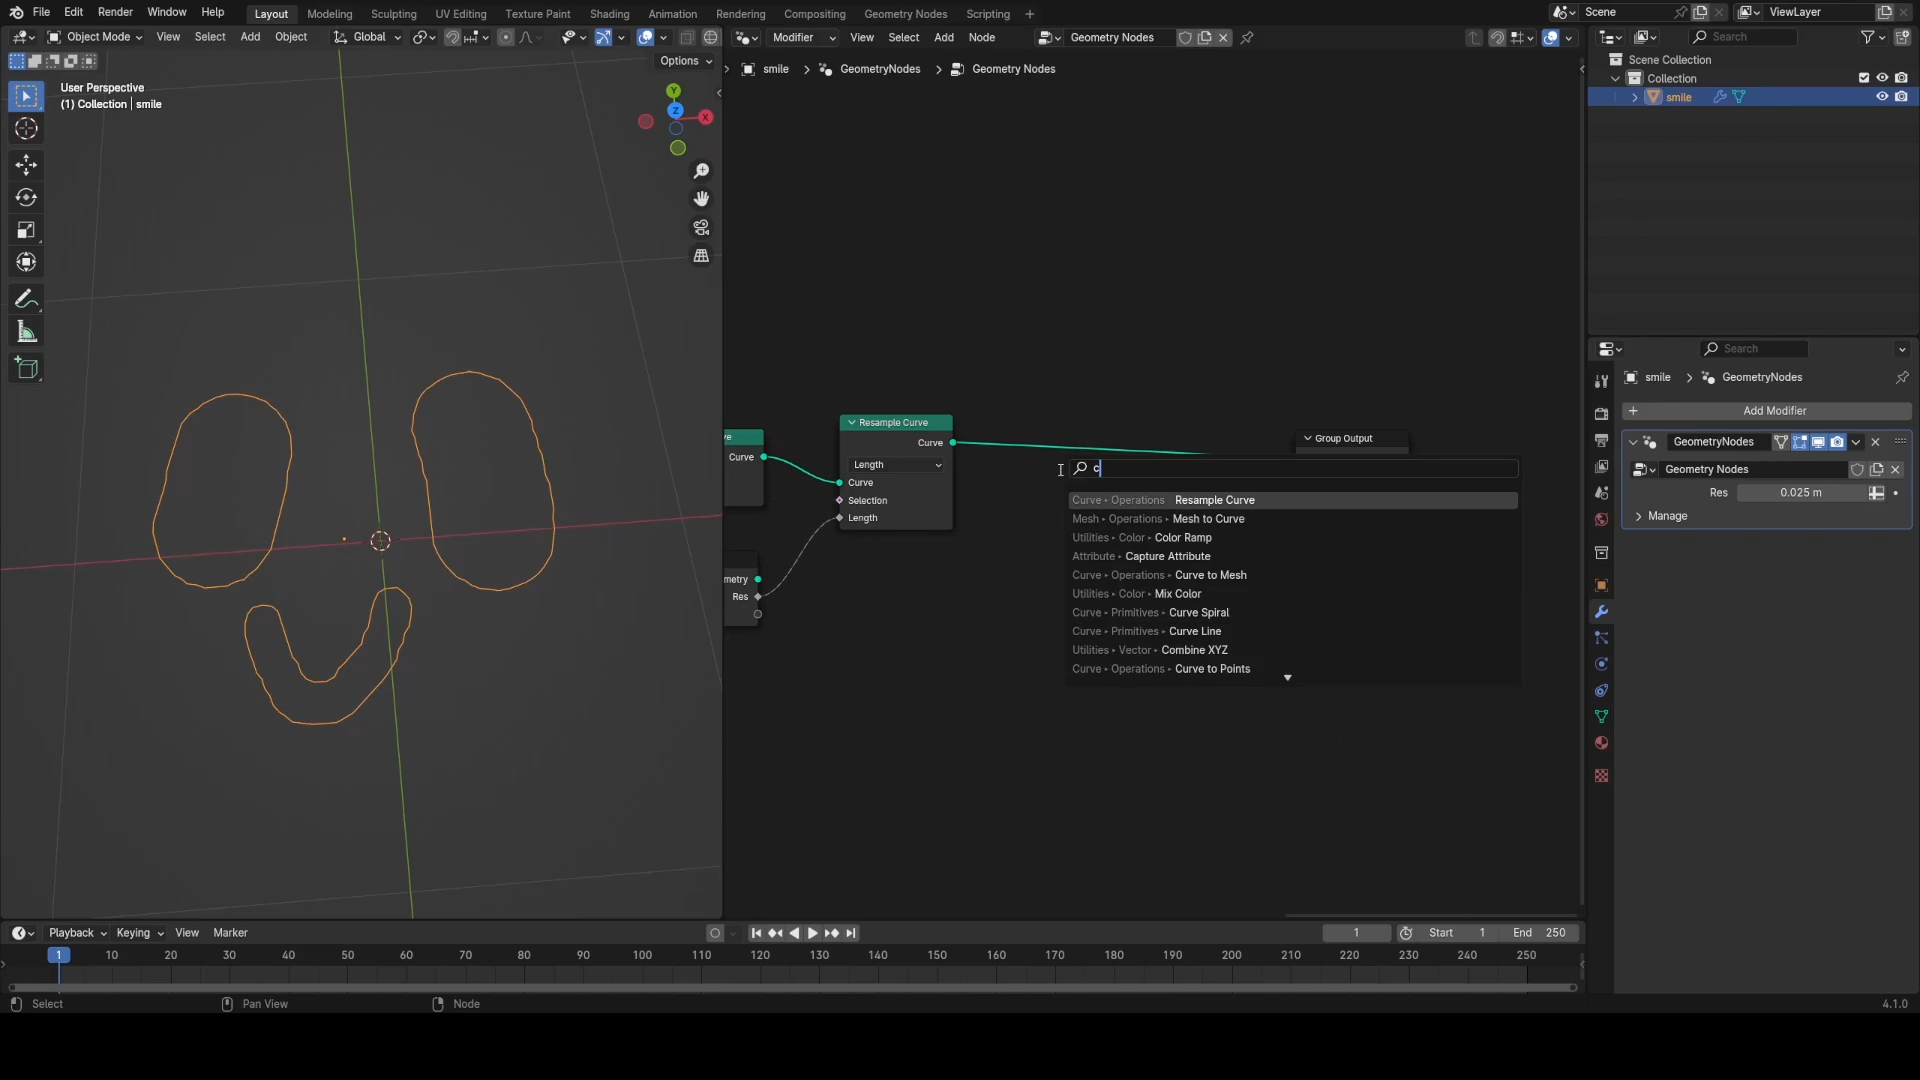 File Edit Render Window Help Layout Modeling Sculpting UV Editing Texture Paint Shading Animation Rendering Compositing Geometry Nodes Scripting + Scene ViewLayer
Object Mode View Select Add Object Global
Modifier View Select Add Node Geometry Nodes
Search
Options
smile > GeometryNodes > Geometry Nodes
Scene Collection
Collection
smile
User Perspective
(1) Collection | smile
Y
Z
X
Search
smile > GeometryNodes
+ Add Modifier
GeometryNodes
Geometry Nodes
Res 0.025 m
Manage
ve
Curve
Resample Curve
Curve
Length
Curve
Selection
Length
metry
Res
Group Output
c
Curve ▸ Operations ▸ Resample Curve
Mesh ▸ Operations ▸ Mesh to Curve
Utilities ▸ Color ▸ Color Ramp
Attribute ▸ Capture Attribute
Curve ▸ Operations ▸ Curve to Mesh
Utilities ▸ Color ▸ Mix Color
Curve ▸ Primitives ▸ Curve Spiral
Curve ▸ Primitives ▸ Curve Line
Utilities ▸ Vector ▸ Combine XYZ
Curve ▸ Operations ▸ Curve to Points
Playback Keying View Marker 1 Start 1 End 250
1 10 20 30 40 50 60 70 80 90 100 110 120 130 140 150 160 170 180 190 200 210 220 230 240 250
Select Pan View Node 4.1.0